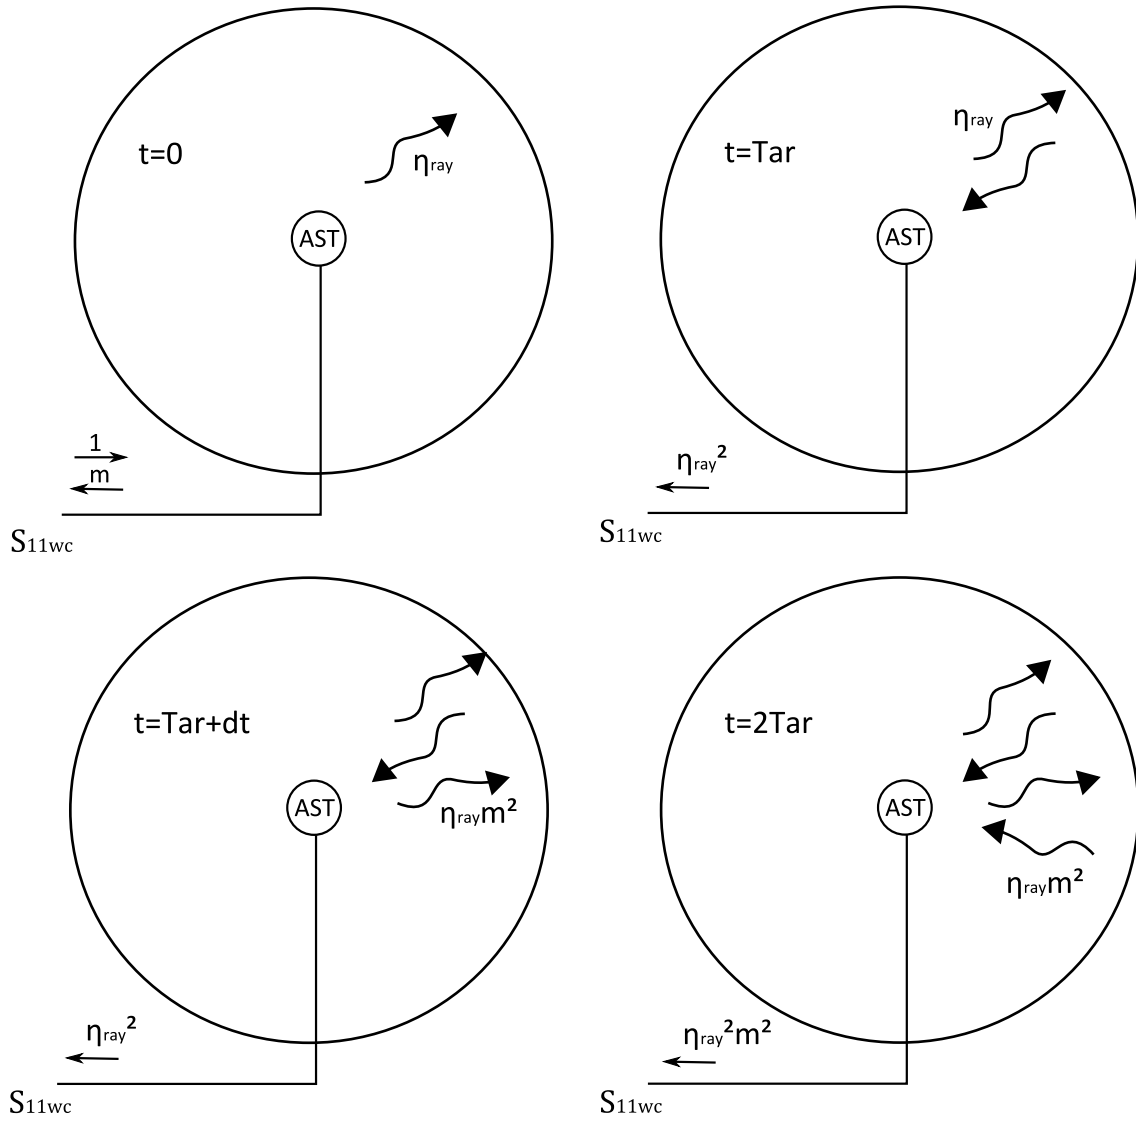 t=0
ηray
AST
1
m
S11wc
t=Tar
ηray
AST
ηray²
S11wc
t=Tar+dt
AST
ηraym²
ηray²
S11wc
t=2Tar
AST
ηraym²
ηray²m²
S11wc